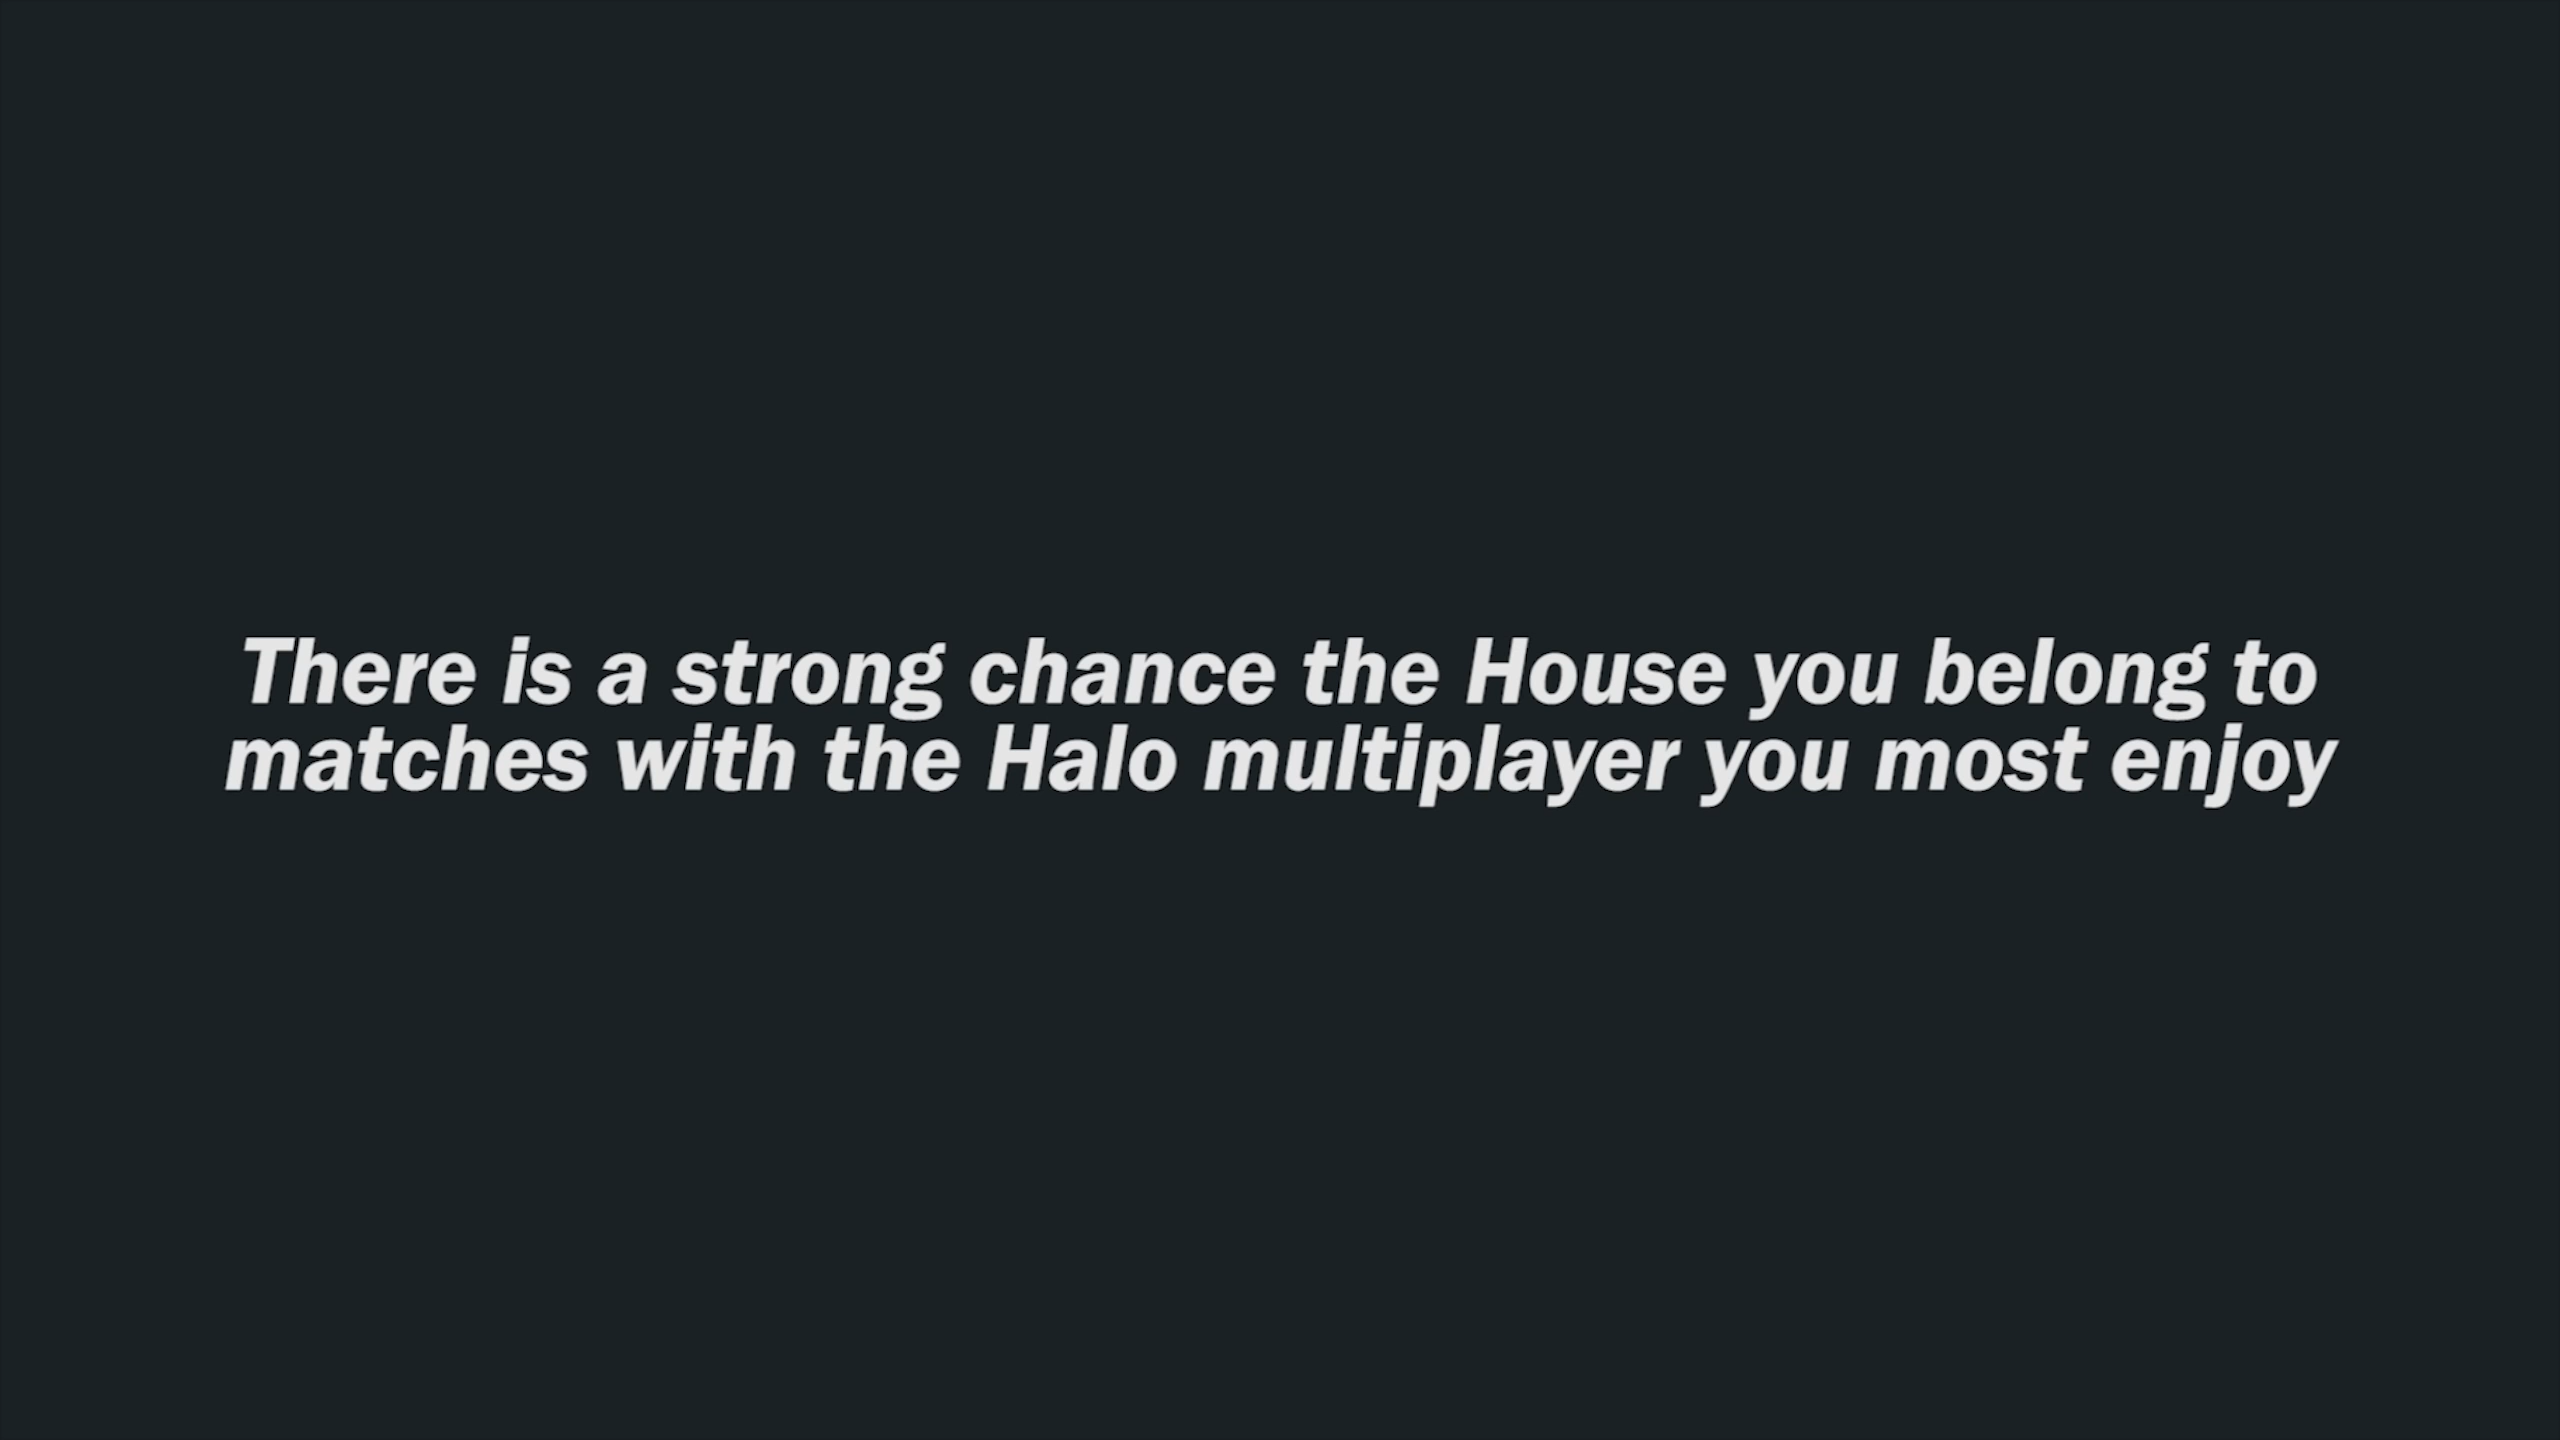 There is a strong chance the House you belong to
matches with the Halo multiplayer you most enjoy